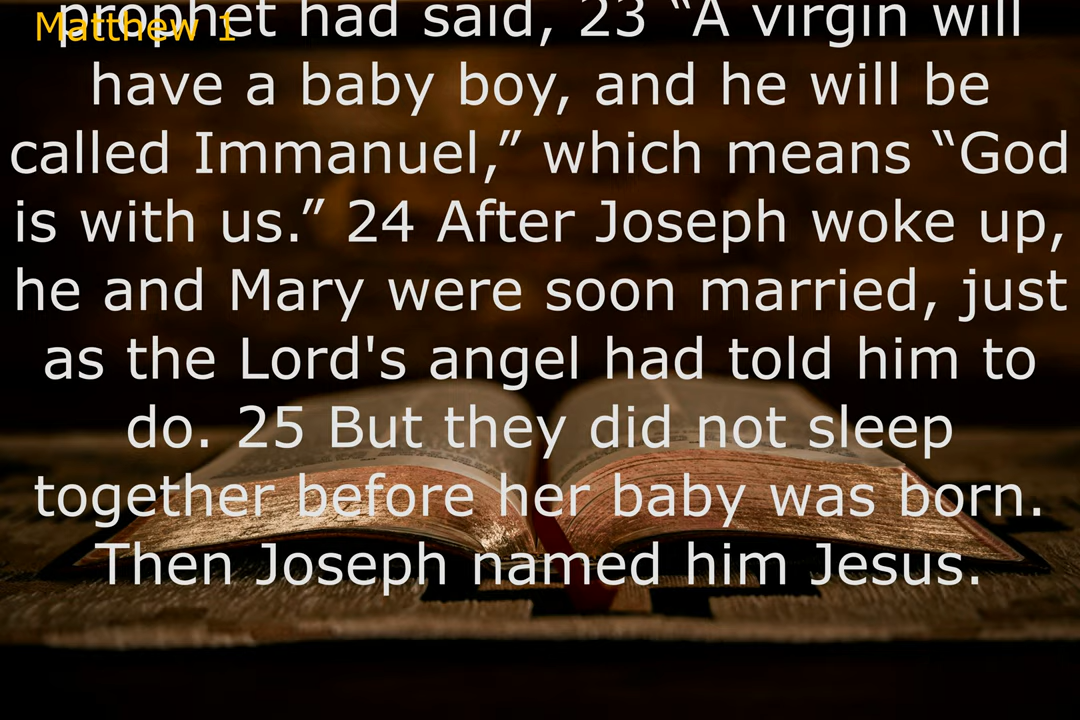 Matthew 1
prophet had said, 23 “A virgin will
have a baby boy, and he will be
called Immanuel,” which means “God
is with us.” 24 After Joseph woke up,
he and Mary were soon married, just
as the Lord's angel had told him to
do. 25 But they did not sleep
together before her baby was born.
Then Joseph named him Jesus.